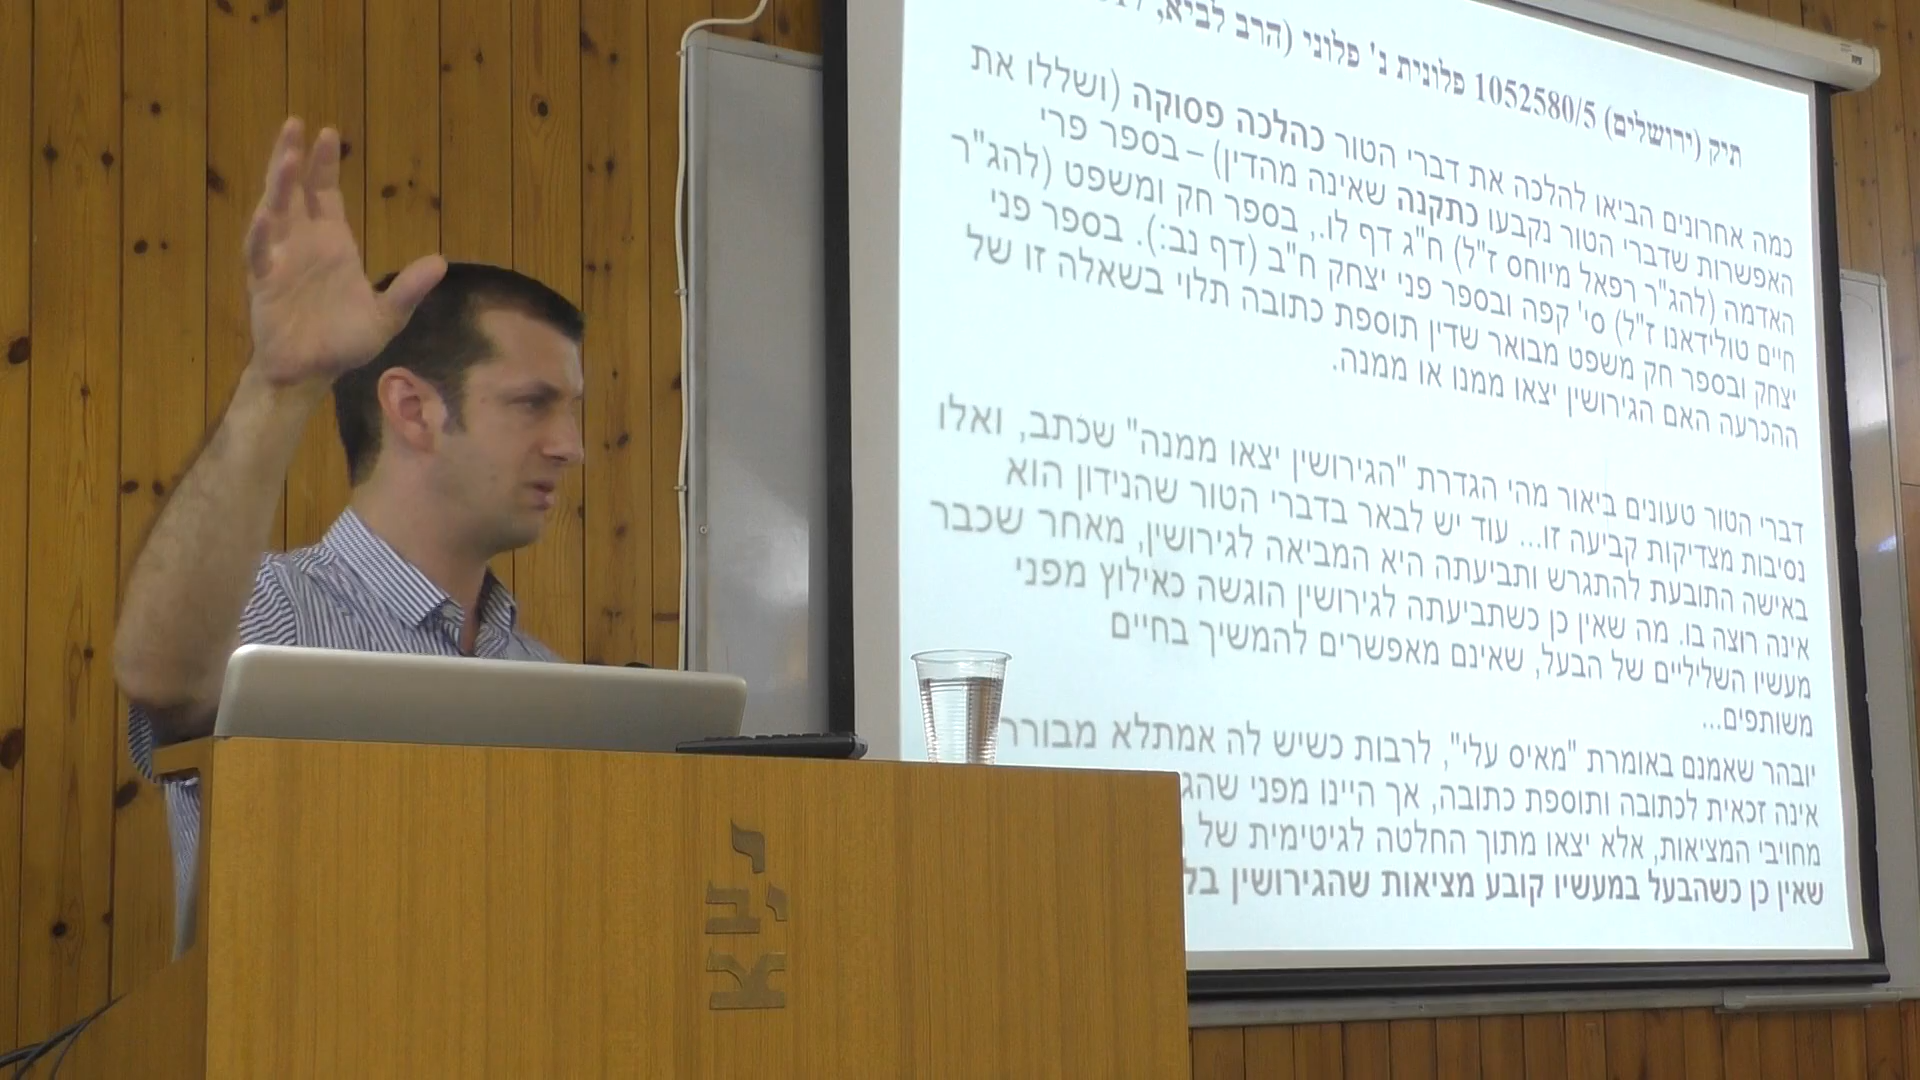 תיק (ירושלים) 1052580/5 פלונית נ' פלוני (הרב לביא,
כמה אחרונים הביאו להלכה את דברי הטור כהלכה פסוקה (ושללו את
האפשרות שדברי הטור נקבעו כתקנה שאינה מהדין) – בספר פרי
האדמה (להג"ר רפאל מיוחס ז"ל) ח"ג דף לו., בספר חק ומשפט (להג"ר
חיים טולידאנו ז"ל) סי' קפה ובספר פני יצחק ח"ב (דף נב:). בספר פני
יצחק ובספר חק משפט מבואר שדין תוספת כתובה תלוי בשאלה זו של
ההכרעה האם הגירושין יצאו ממנו או ממנה.
דברי הטור טעונים ביאור מהי הגדרת "הגירושין יצאו ממנה" שכתב, ואלו
נסיבות מצדיקות קביעה זו... עוד יש לבאר בדברי הטור שהנידון הוא
באישה התובעת להתגרש ותביעתה היא המביאה לגירושין, מאחר שכבר
אינה רוצה בו. מה שאין כן כשתביעתה לגירושין הוגשה כאילוץ מפני
מעשיו השליליים של הבעל, שאינם מאפשרים להמשיך בחיים
משותפים...
יובהר שאמנם באומרת "מאיס עלי", לרבות כשיש לה אמתלא מבוררת
אינה זכאית לכתובה ותוספת כתובה, אך היינו מפני
מחויבי המציאות, אלא יצאו מתוך החלטה לגיטימית של
שאין כן כשהבעל במעשיו קובע מציאות שהגירושין